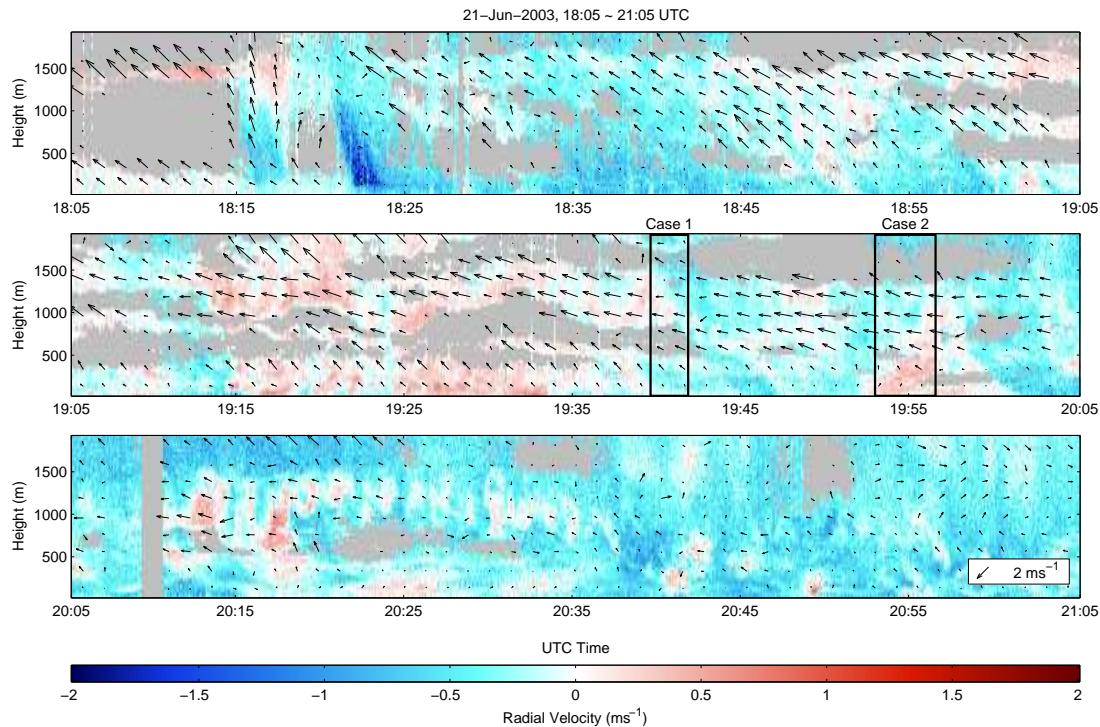 21−Jun−2003, 18:05 ~ 21:05 UTC
Height (m)
1500
1000
500
18:05 18:15 18:25 18:35 18:45 18:55 19:05
Case 1 Case 2
Height (m)
1500
1000
500
19:05 19:15 19:25 19:35 19:45 19:55 20:05
Height (m)
1500
1000
500
2 ms−1
20:05 20:15 20:25 20:35 20:45 20:55 21:05
UTC Time
−2 −1.5 −1 −0.5 0 0.5 1 1.5 2
Radial Velocity (ms−1)